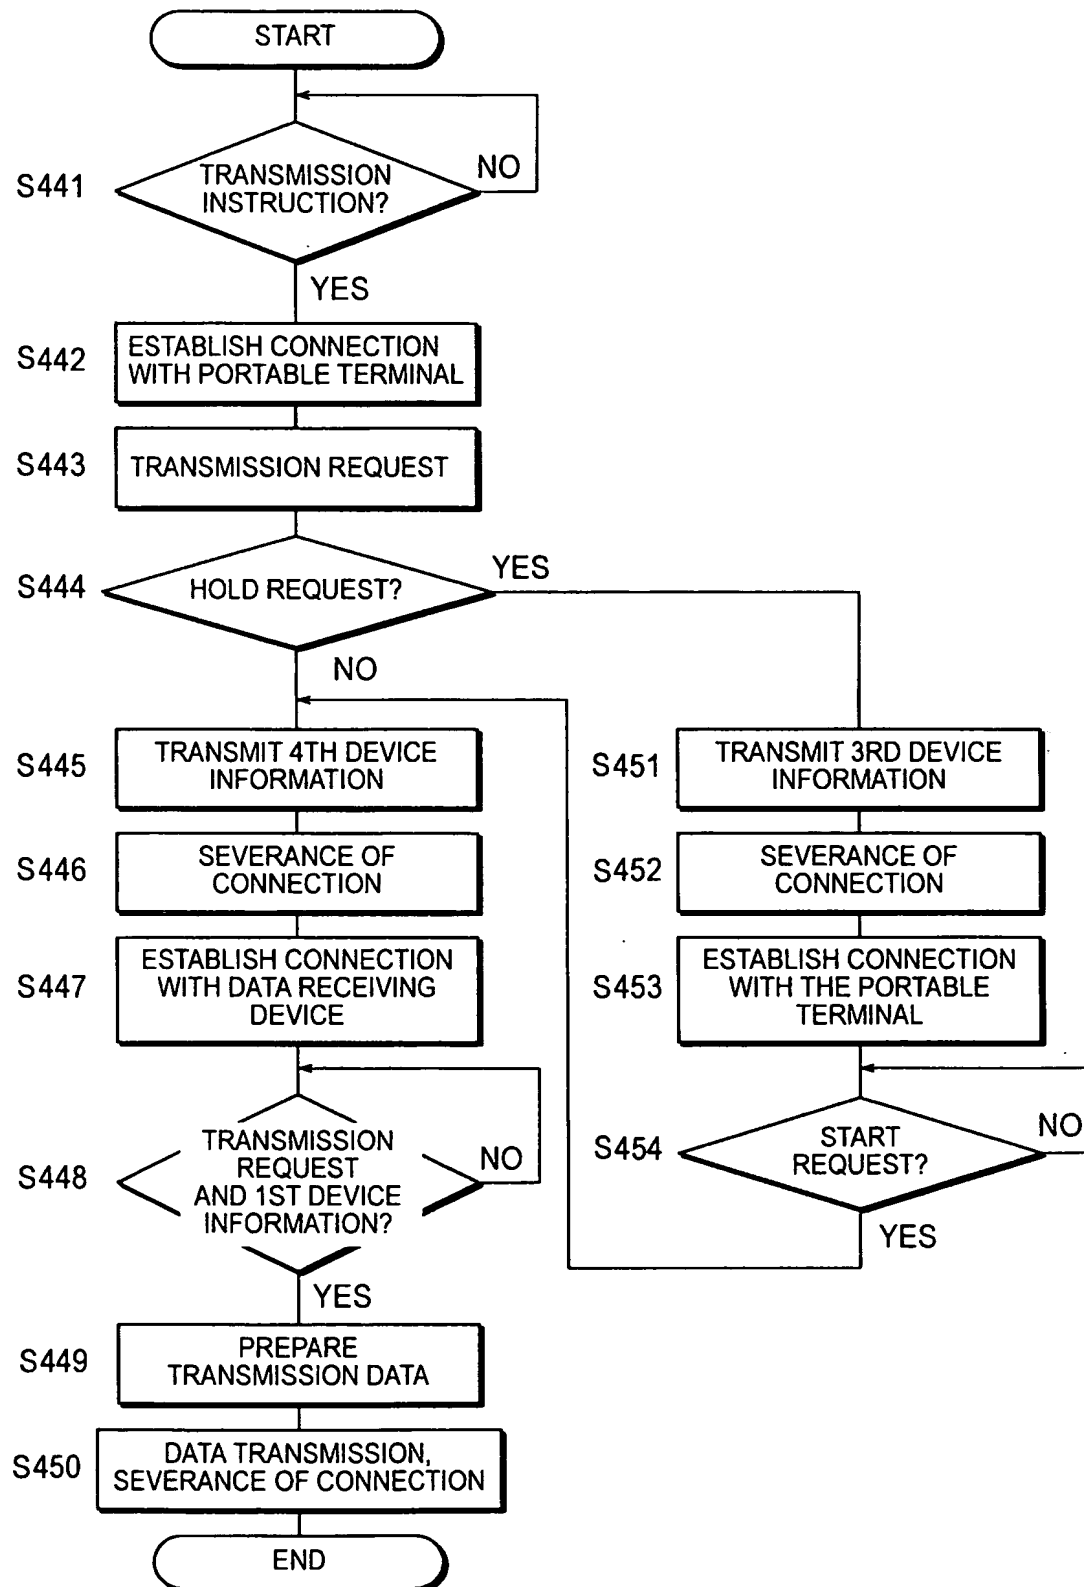 START
S441
TRANSMISSION
INSTRUCTION?
NO
YES
S442
ESTABLISH CONNECTION
WITH PORTABLE TERMINAL
S443
TRANSMISSION REQUEST
S444
HOLD REQUEST?
YES
NO
S445
TRANSMIT 4TH DEVICE
INFORMATION
S446
SEVERANCE OF
CONNECTION
S447
ESTABLISH CONNECTION
WITH DATA RECEIVING
DEVICE
S448
TRANSMISSION
REQUEST
AND 1ST DEVICE
INFORMATION?
NO
YES
S449
PREPARE
TRANSMISSION DATA
S450
DATA TRANSMISSION,
SEVERANCE OF CONNECTION
END
S451
TRANSMIT 3RD DEVICE
INFORMATION
S452
SEVERANCE OF
CONNECTION
S453
ESTABLISH CONNECTION
WITH THE PORTABLE
TERMINAL
S454
START
REQUEST?
NO
YES